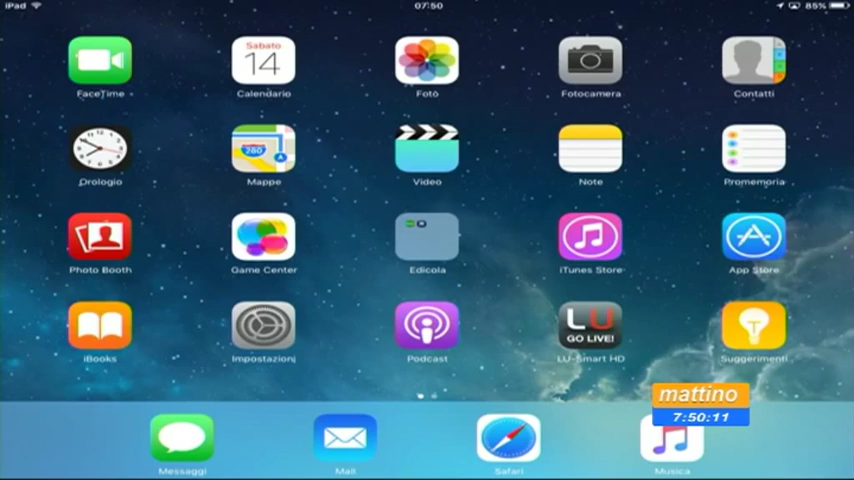 iPad 07:50 85%
Sabato
14
FaceTime Calendario Foto Fotocamera Contatti
280
Orologio Mappe Video Note Promemoria
Photo Booth Game Center Edicola iTunes Store App Store
LU
GO LIVE!
iBooks Impostazioni Podcast LU-Smart HD Suggerimenti
mattino
7:50:11
Messaggi Mail Safari Musica